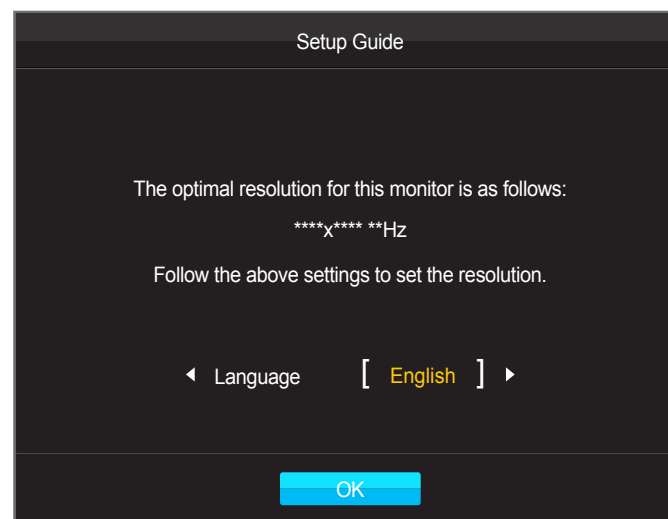 Setup Guide
The optimal resolution for this monitor is as follows:
****x**** **Hz
Follow the above settings to set the resolution.
Language [ English ]
OK